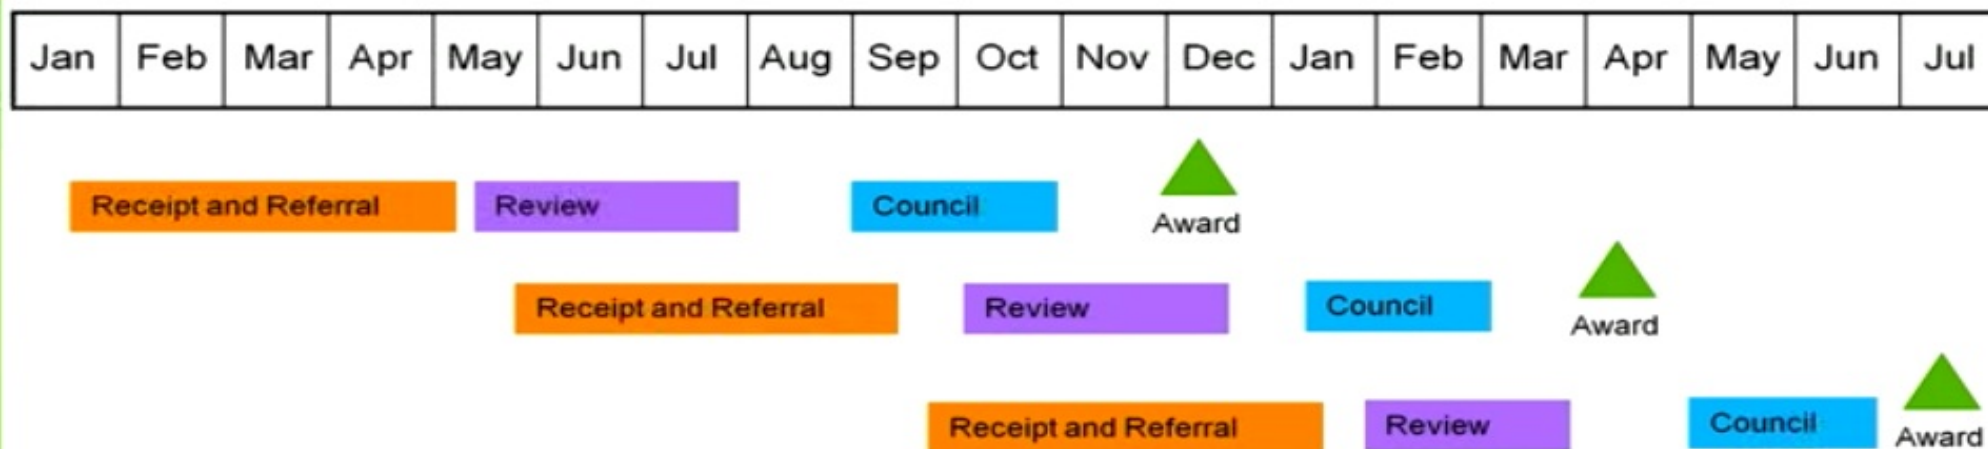 Jan Feb Mar Apr May Jun Jul Aug Sep Oct Nov Dec Jan Feb Mar Apr May Jun Jul
Receipt and Referral Review Council
Award
Receipt and Referral Review Council
Award
Receipt and Referral Review Council
Award